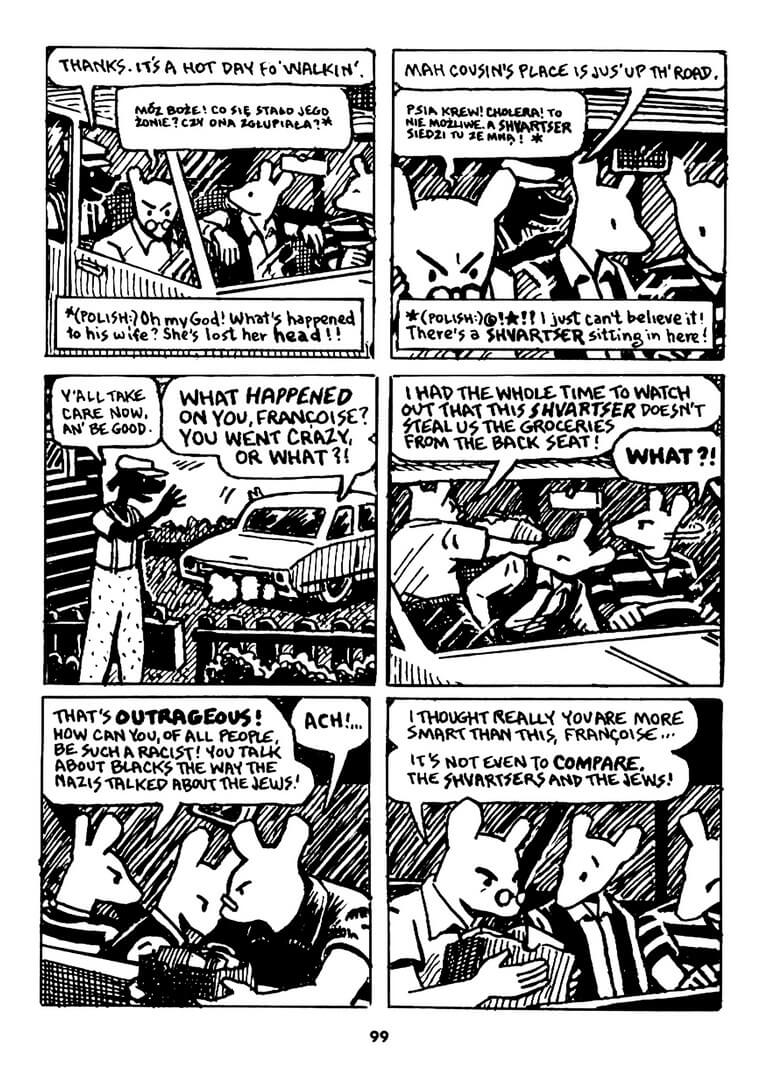 THANKS. IT'S A HOT DAY FO' WALKIN'.
MÓJ BOŻE! CO SIĘ STAŁO JEGO
ŻONIE? CZY ONA ZGŁUPIAŁA?*
*(POLISH:) Oh my God! What's happened
to his wife? She's lost her head!!
MAH COUSIN'S PLACE IS JUS' UP TH' ROAD.
PSIA KREW! CHOLERA! TO
NIE MOŻLIWE. A SHVARTSER
SIEDZI TU ZE MNĄ! *
*(POLISH:) @!*!! I just can't believe it!
There's a SHVARTSER sitting in here!
Y'ALL TAKE
CARE NOW,
AN' BE GOOD.
WHAT HAPPENED
ON YOU, FRANÇOISE?
YOU WENT CRAZY,
OR WHAT?!
I HAD THE WHOLE TIME TO WATCH
OUT THAT THIS SHVARTSER DOESN'T
STEAL US THE GROCERIES
FROM THE BACK SEAT!
WHAT?!
THAT'S OUTRAGEOUS!
HOW CAN YOU, OF ALL PEOPLE,
BE SUCH A RACIST! YOU TALK
ABOUT BLACKS THE WAY THE
NAZIS TALKED ABOUT THE JEWS!
ACH!...
I THOUGHT REALLY YOU ARE MORE
SMART THAN THIS, FRANÇOISE...
IT'S NOT EVEN TO COMPARE,
THE SHVARTSERS AND THE JEWS!
99